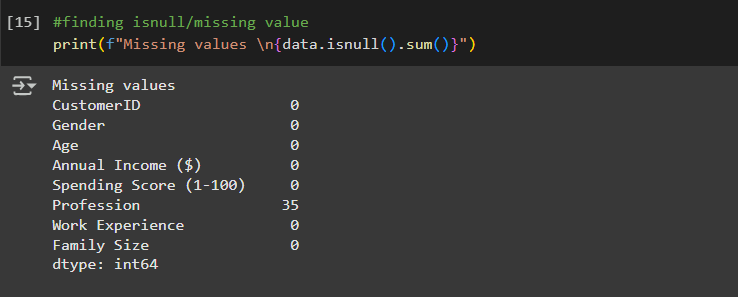 [15] #finding isnull/missing value
print(f"Missing values \n{data.isnull().sum()}")
Missing values
CustomerID 0
Gender 0
Age 0
Annual Income ($) 0
Spending Score (1-100) 0
Profession 35
Work Experience 0
Family Size 0
dtype: int64